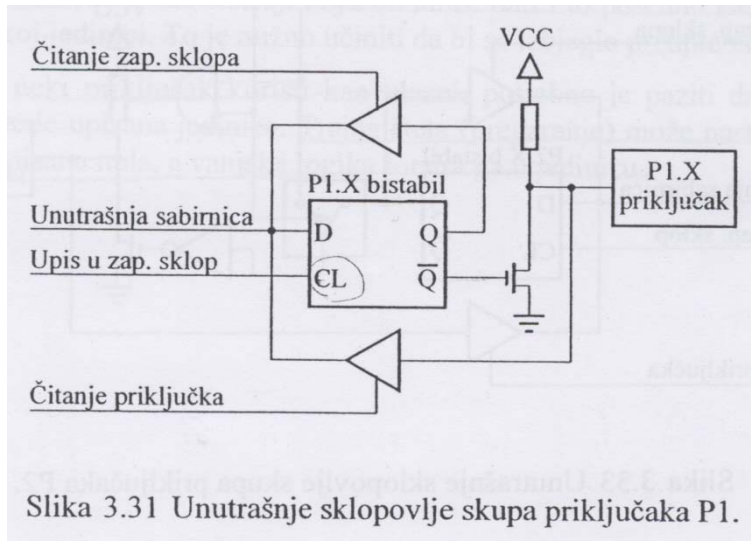 VCC
Čitanje zap. sklopa
P1.X
priključak
P1.X bistabil
Unutrašnja sabirnica
D
Q
Upis u zap. sklop
CL
Q̅
Čitanje priključka
Slika 3.31 Unutrašnje sklopovlje skupa priključaka P1.